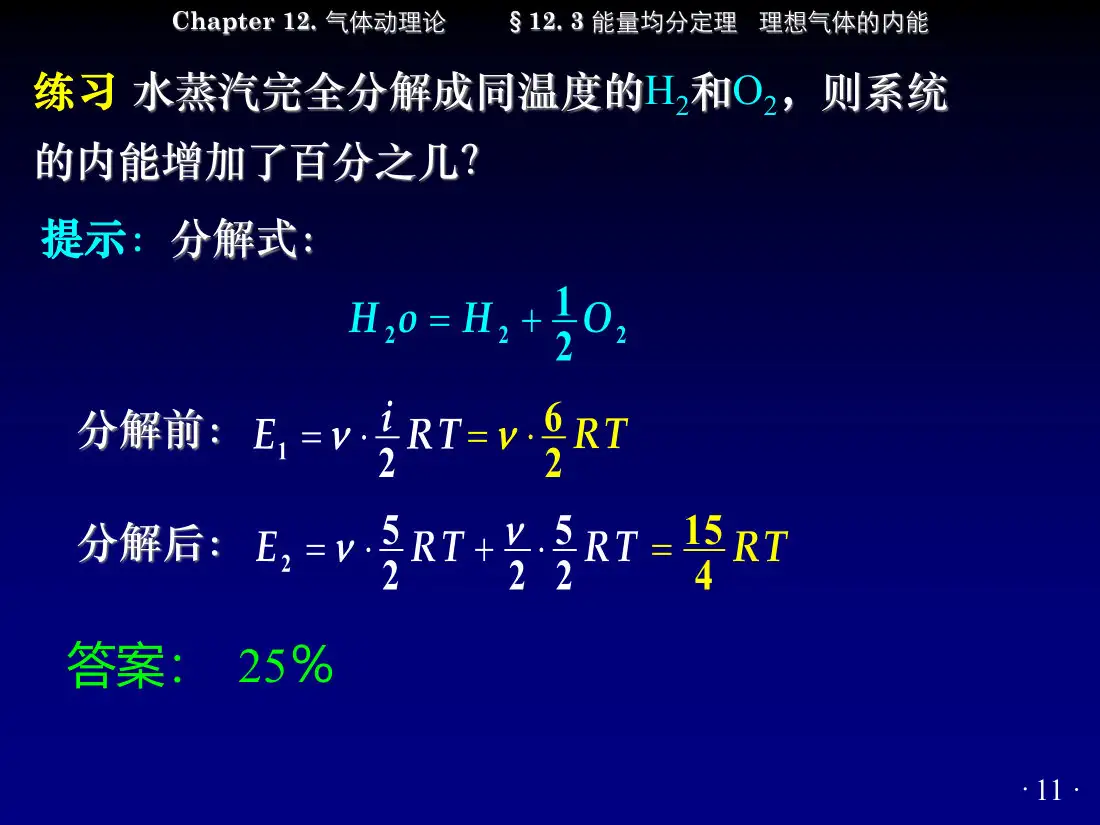 Chapter 12. 气体动理论 §12. 3 能量均分定理 理想气体的内能
练习 水蒸汽完全分解成同温度的H₂和O₂，则系统
的内能增加了百分之几？
提示：分解式：
H₂o = H₂ + 1/2 O₂
分解前：E₁ = ν · i/2 RT = ν · 6/2 RT
分解后：E₂ = ν · 5/2 RT + ν/2 · 5/2 RT = 15/4 RT
答案： 25%
· 11 ·